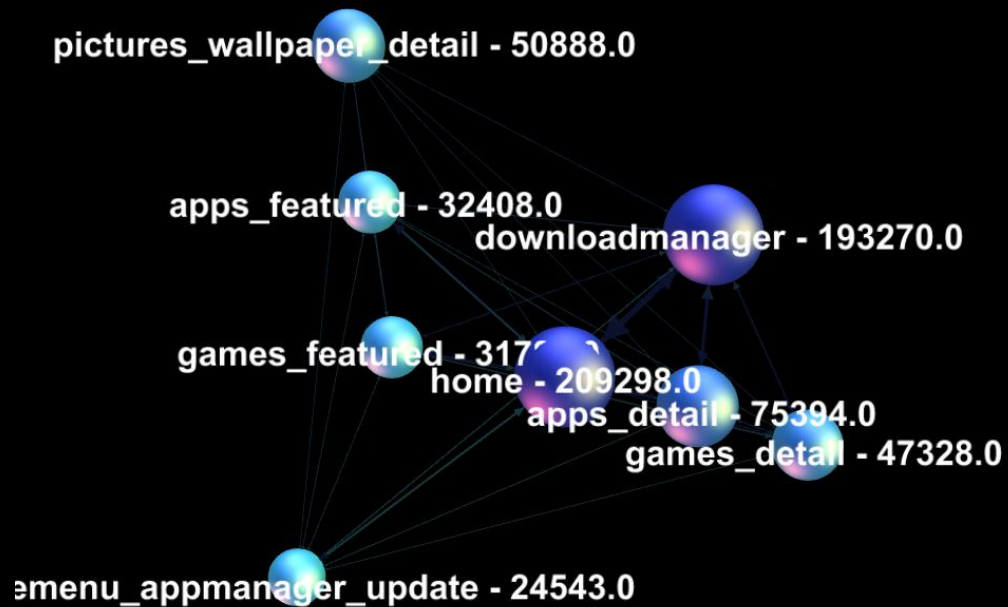 pictures_wallpaper_detail - 50888.0
apps_featured - 32408.0
downloadmanager - 193270.0
games_featured -
home - 209298.0
apps_detail - 75394.0
games_detail - 47328.0
emenu_appmanager_update - 24543.0